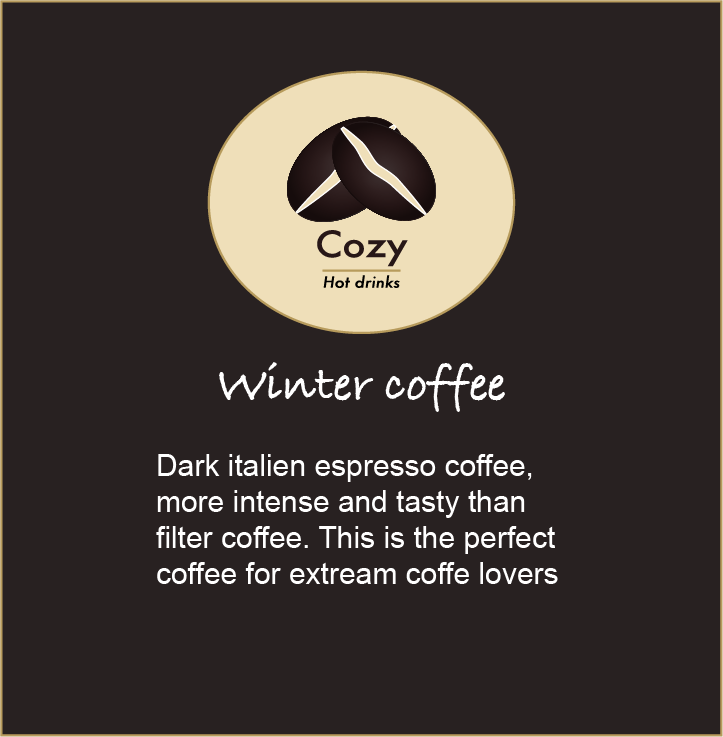 Cozy
Hot drinks
Winter coffee
Dark italien espresso coffee,
more intense and tasty than
filter coffee. This is the perfect
coffee for extream coffe lovers